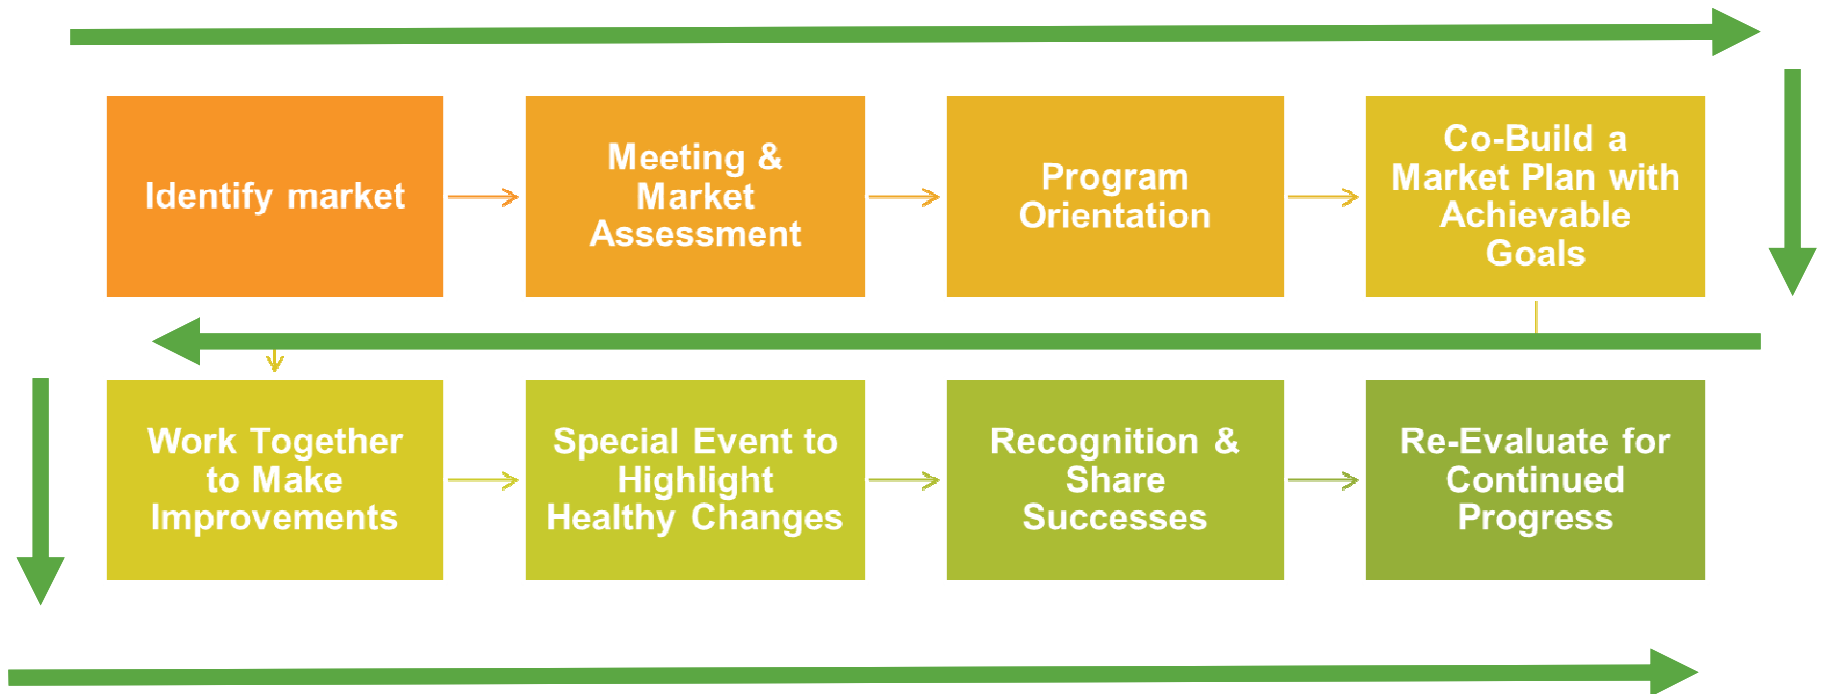 Identify market
Meeting &
Market
Assessment
Program
Orientation
Co-Build a
Market Plan with
Achievable
Goals
Work Together
to Make
Improvements
Special Event to
Highlight
Healthy Changes
Recognition &
Share
Successes
Re-Evaluate for
Continued
Progress